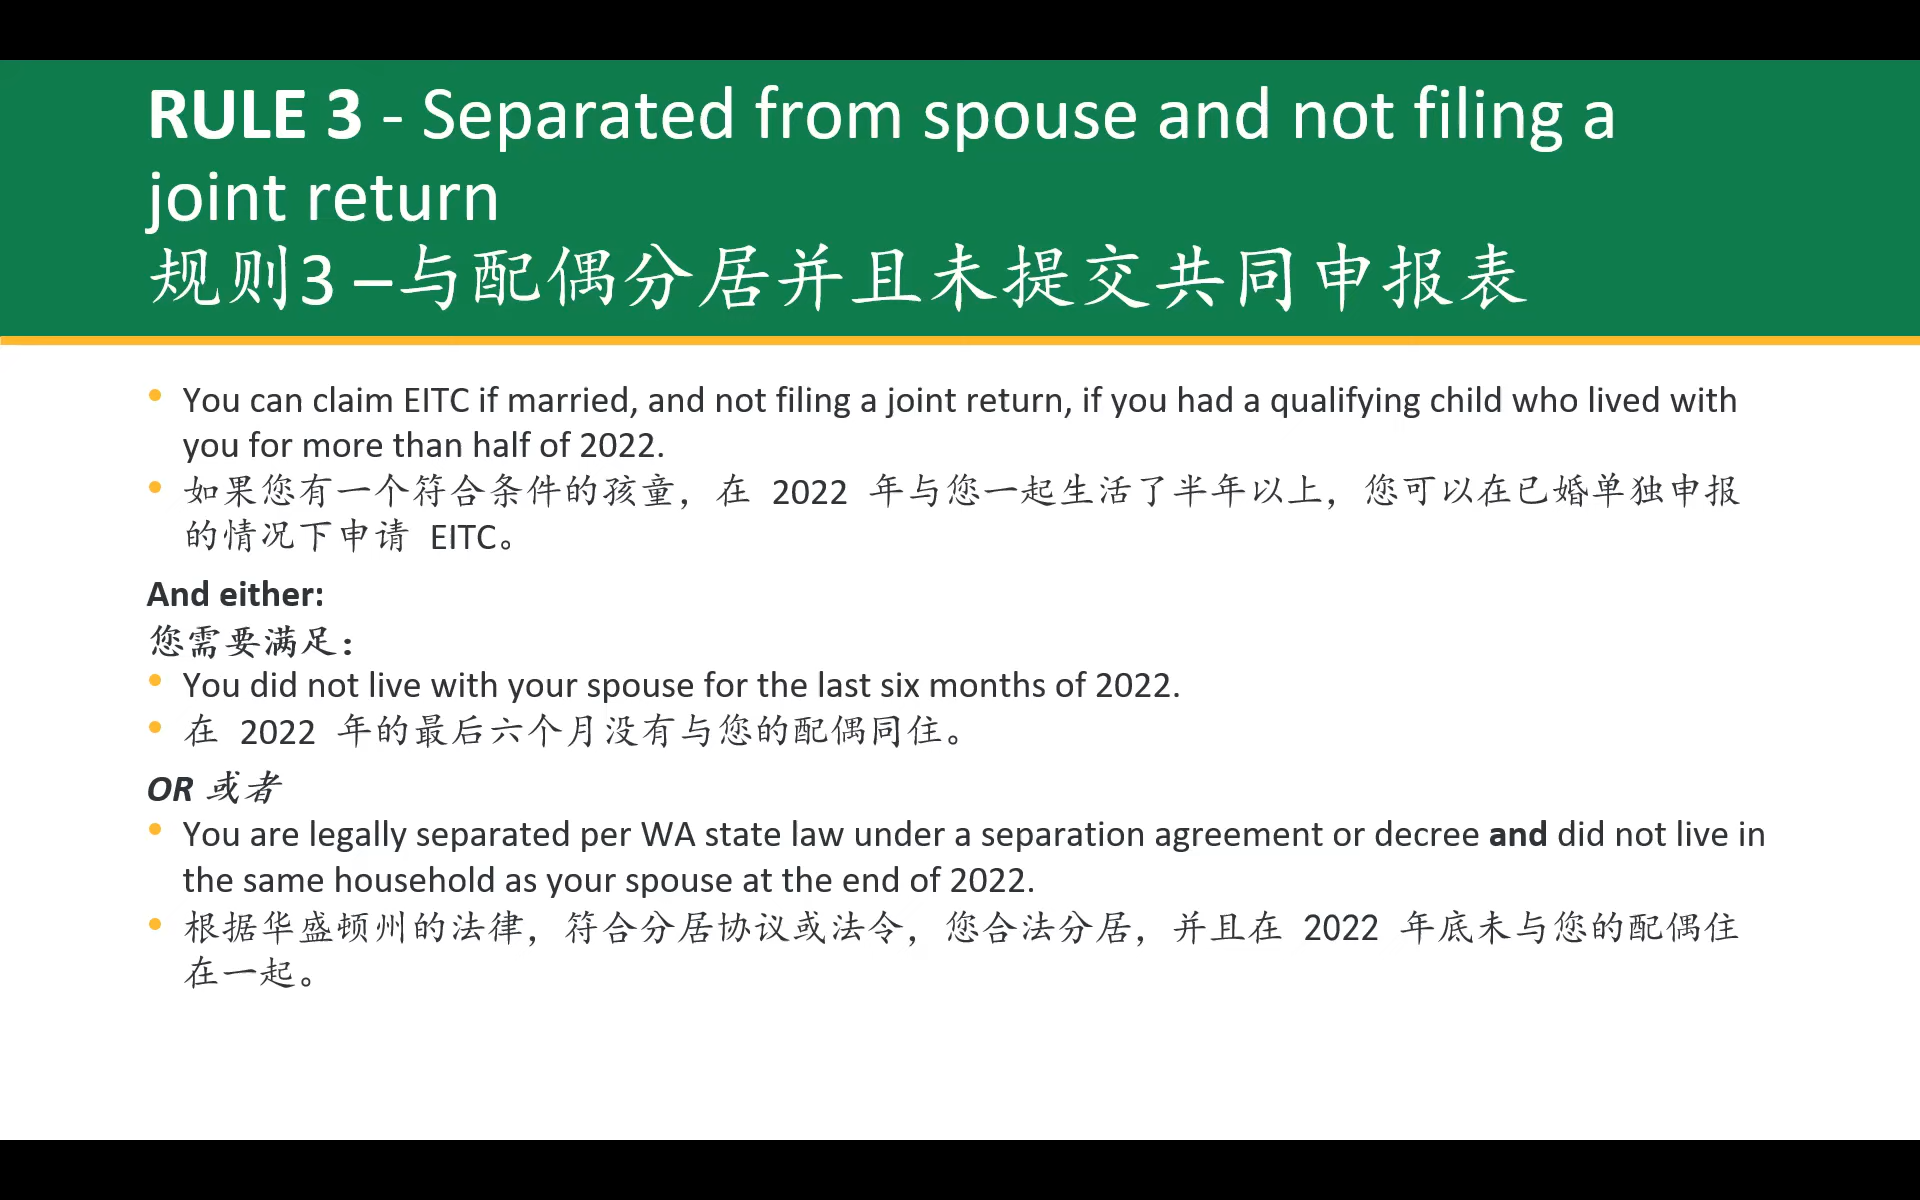 RULE 3 - Separated from spouse and not filing a
joint return
规则3 –与配偶分居并且未提交共同申报表
• You can claim EITC if married, and not filing a joint return, if you had a qualifying child who lived with
you for more than half of 2022.
• 如果您有一个符合条件的孩童，在 2022 年与您一起生活了半年以上，您可以在已婚单独申报
的情况下申请 EITC。
And either:
您需要满足：
• You did not live with your spouse for the last six months of 2022.
• 在 2022 年的最后六个月没有与您的配偶同住。
OR 或者
• You are legally separated per WA state law under a separation agreement or decree and did not live in
the same household as your spouse at the end of 2022.
• 根据华盛顿州的法律，符合分居协议或法令，您合法分居，并且在 2022 年底未与您的配偶住
在一起。